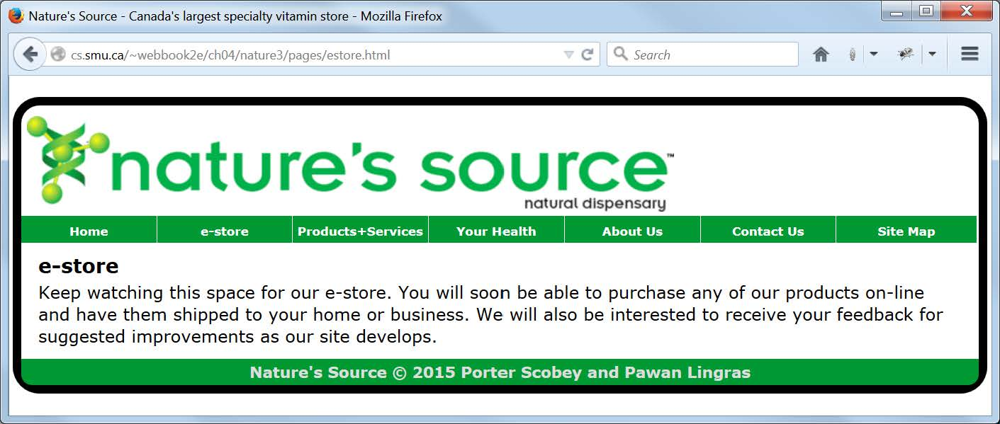 Nature's Source - Canada's largest specialty vitamin store - Mozilla Firefox
cs.smu.ca/~webbook2e/ch04/nature3/pages/estore.html
Search
nature's source™
natural dispensary
Home e-store Products+Services Your Health About Us Contact Us Site Map
e-store
Keep watching this space for our e-store. You will soon be able to purchase any of our products on-line
and have them shipped to your home or business. We will also be interested to receive your feedback for
suggested improvements as our site develops.
Nature's Source © 2015 Porter Scobey and Pawan Lingras